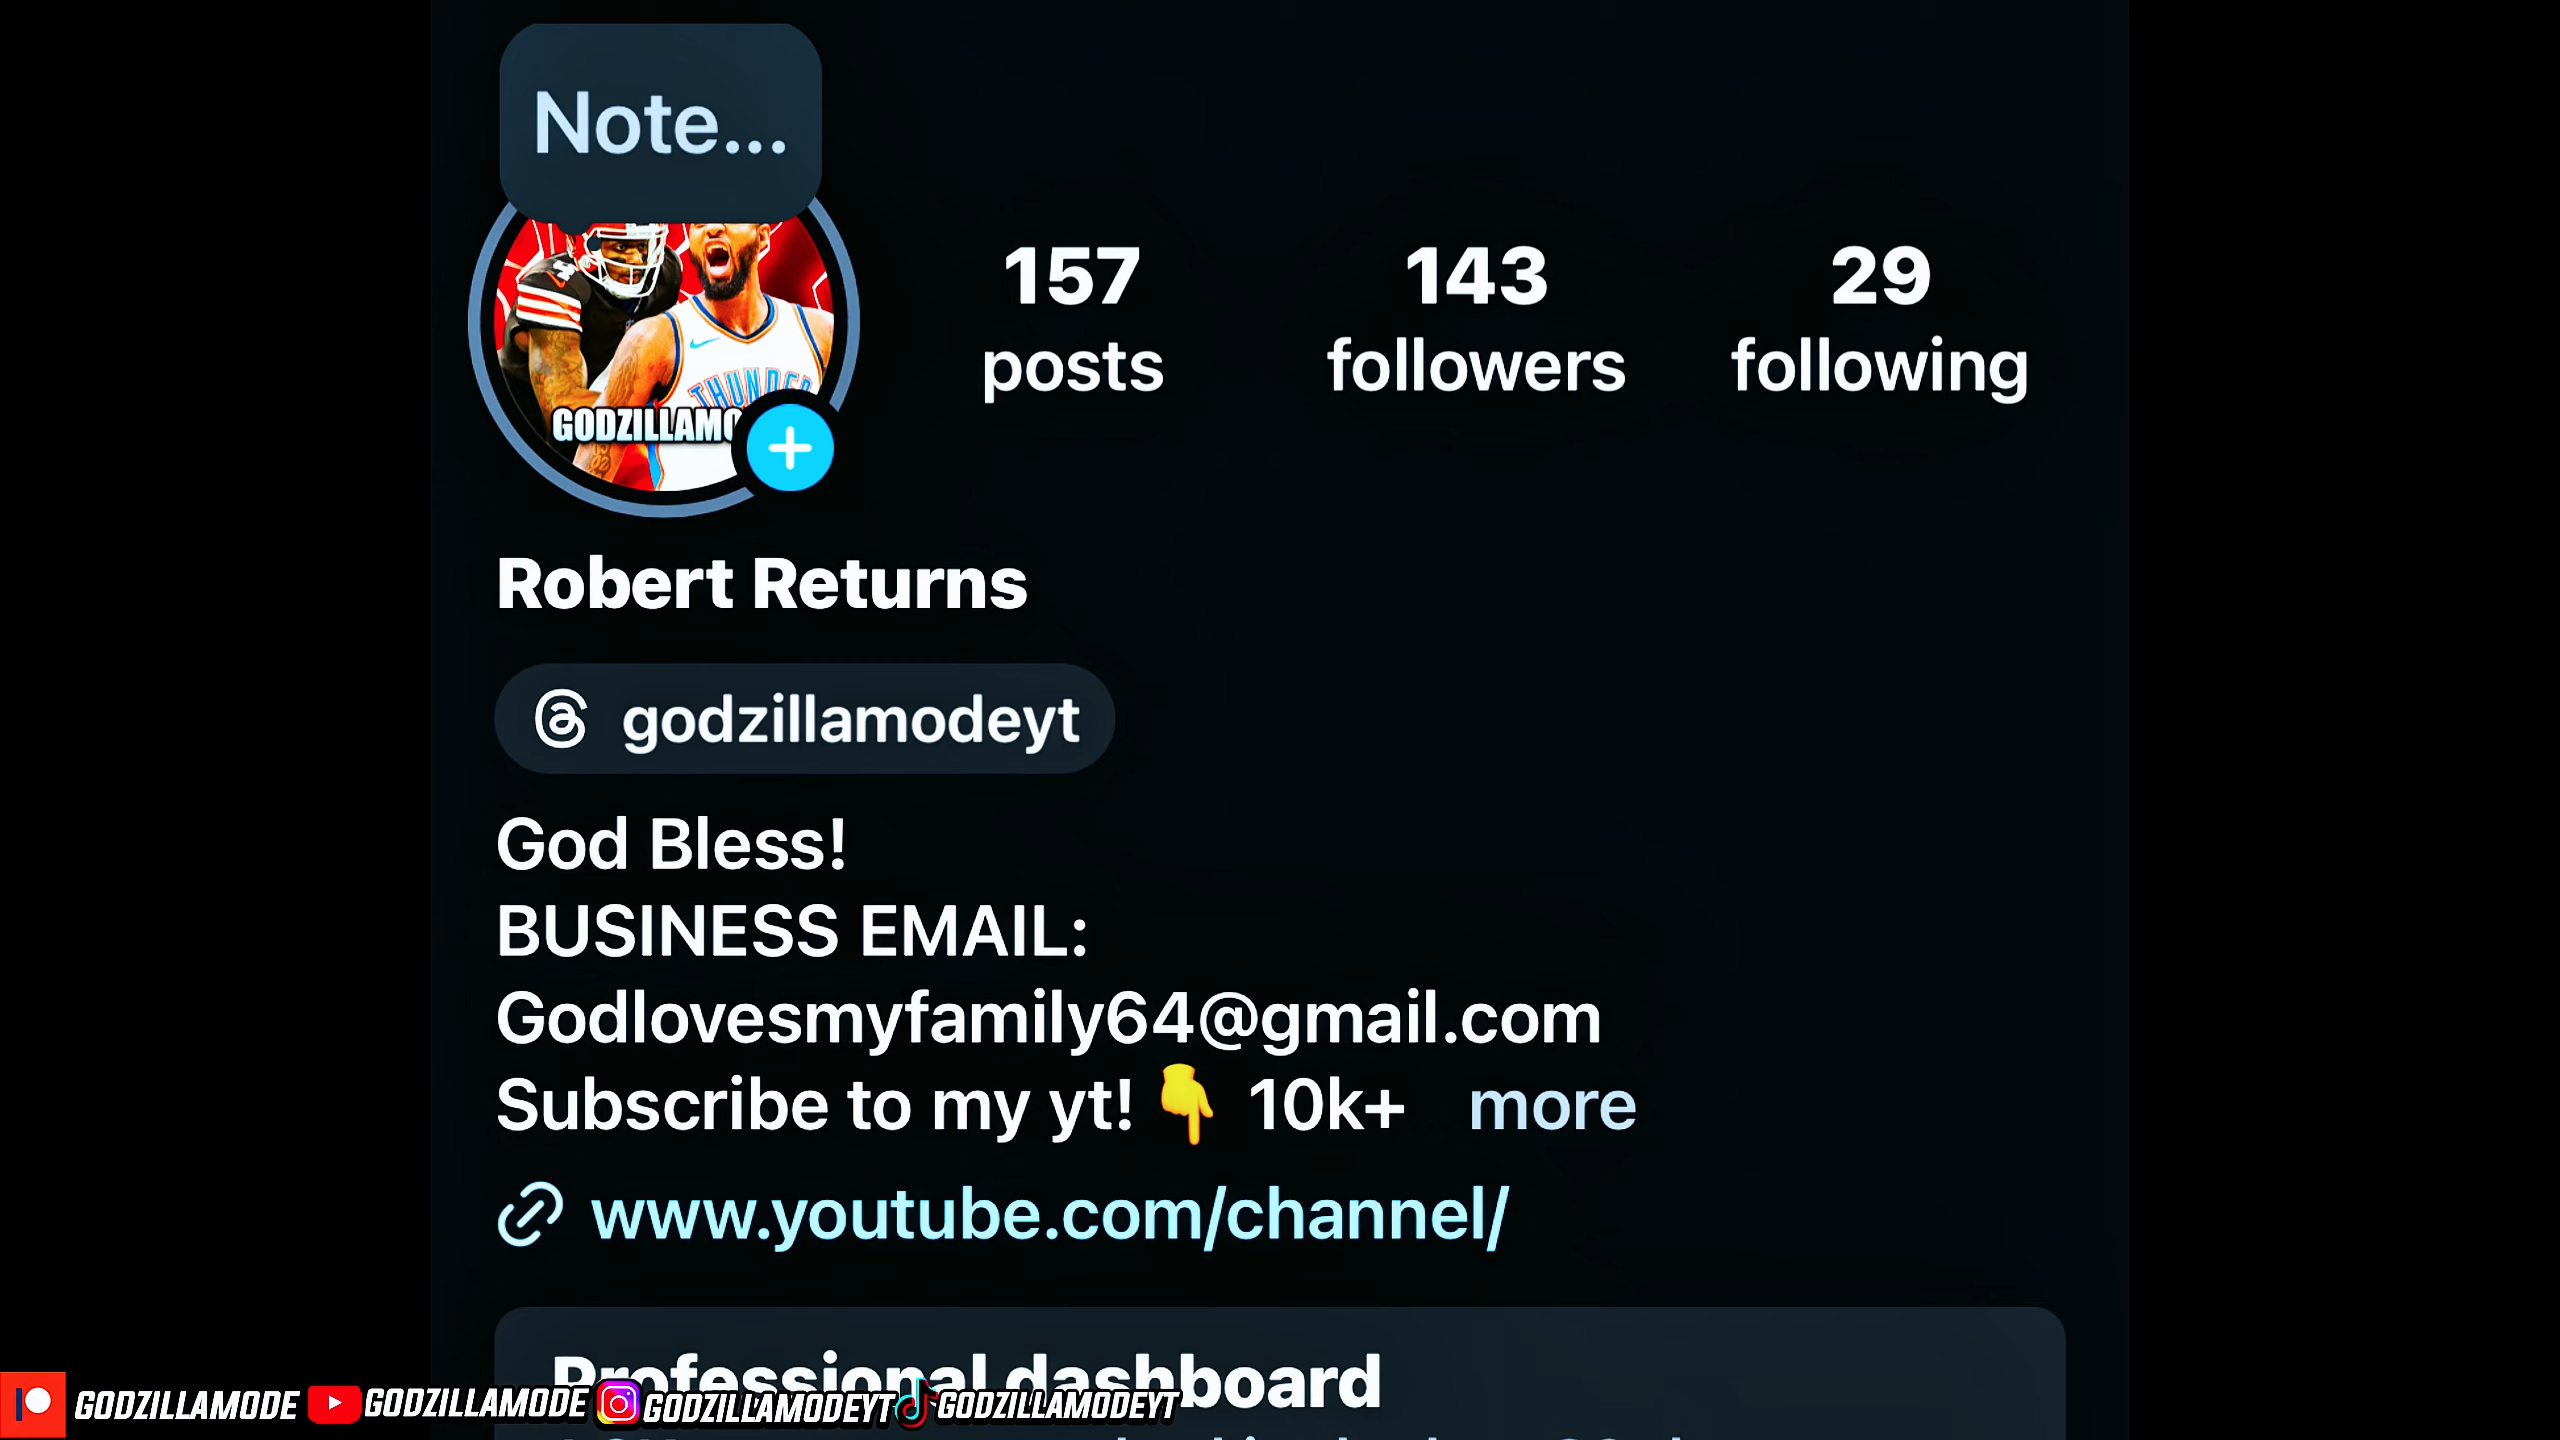 Note...
157 143 29
posts followers following
THUNDER
GODZILLAMO
Robert Returns
godzillamodeyt
God Bless!
BUSINESS EMAIL:
Godlovesmyfamily64@gmail.com
Subscribe to my yt! 👇 10k+ ... more
www.youtube.com/channel/
Professional dashboard
GODZILLAMODE GODZILLAMODE GODZILLAMODEYT GODZILLAMODEYT